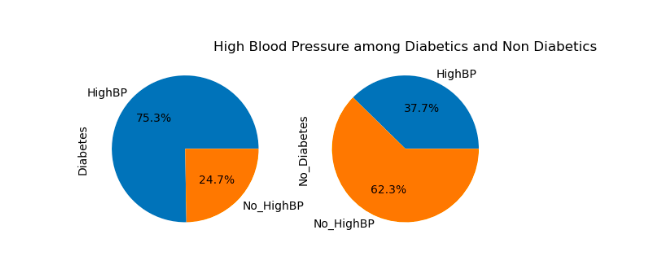 High Blood Pressure among Diabetics and Non Diabetics
HighBP
75.3%
Diabetes
24.7%
No_HighBP
HighBP
37.7%
No_Diabetes
62.3%
No_HighBP